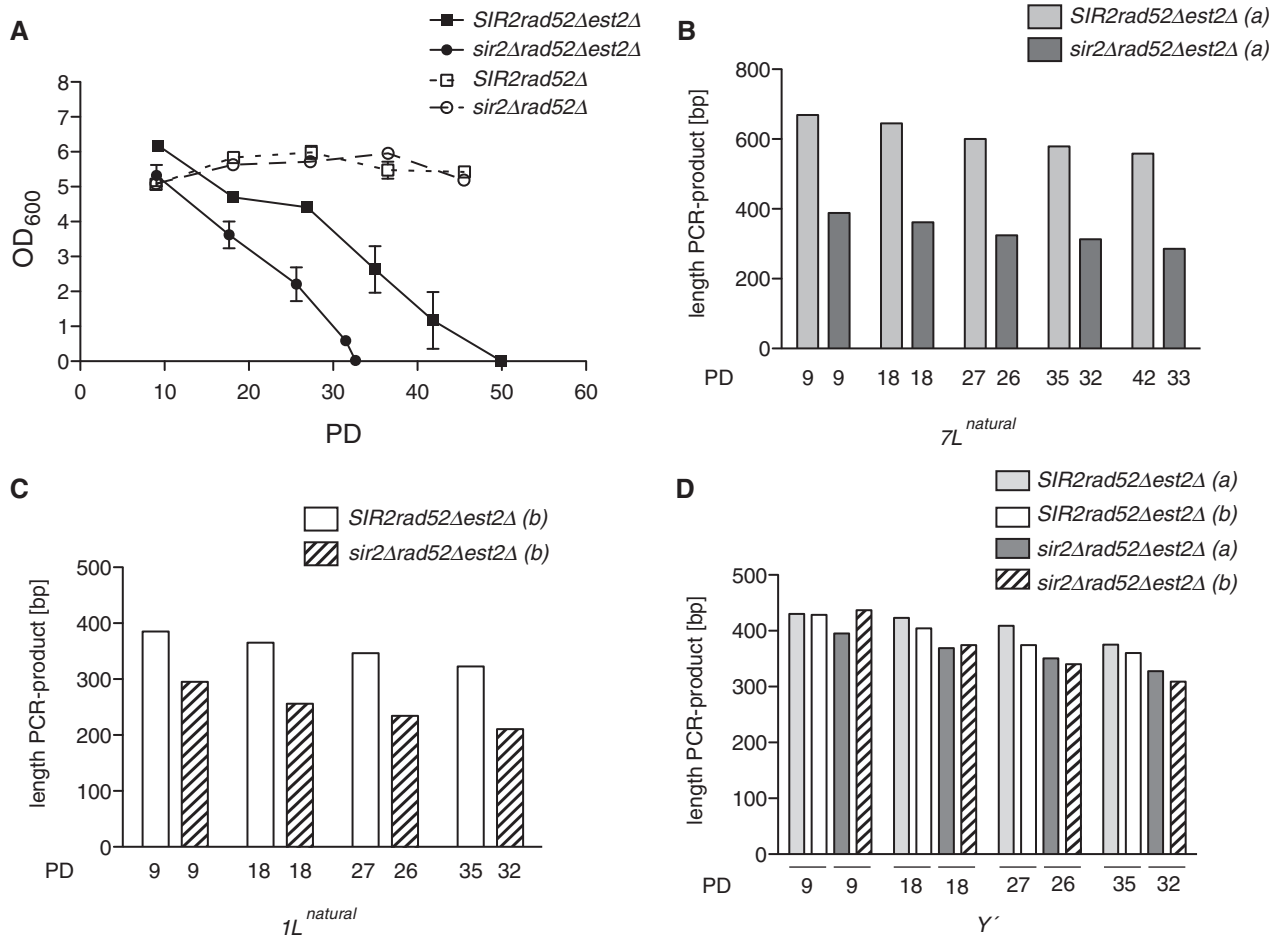 A
SIR2rad52Δest2Δ
sir2Δrad52Δest2Δ
SIR2rad52Δ
sir2Δrad52Δ
8
7
6
5
4
3
2
1
0
OD600
0 10 20 30 40 50 60
PD
B
SIR2rad52Δest2Δ (a)
sir2Δrad52Δest2Δ (a)
800
600
400
200
0
length PCR-product [bp]
PD 9 9 18 18 27 26 35 32 42 33
7L natural
C
SIR2rad52Δest2Δ (b)
sir2Δrad52Δest2Δ (b)
500
400
300
200
100
0
length PCR-product [bp]
PD 9 9 18 18 27 26 35 32
1L natural
D
SIR2rad52Δest2Δ (a)
SIR2rad52Δest2Δ (b)
sir2Δrad52Δest2Δ (a)
sir2Δrad52Δest2Δ (b)
500
400
300
200
100
0
length PCR-product [bp]
PD 9 9 18 18 27 26 35 32
Y´